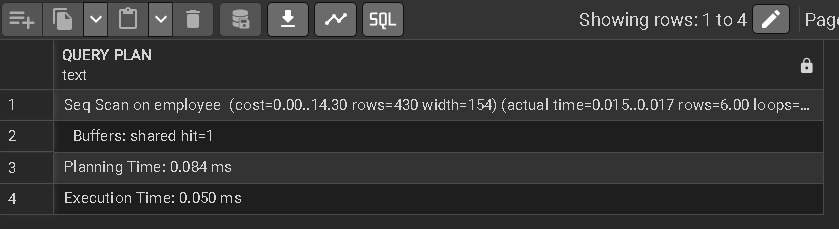 SQL
Showing rows: 1 to 4
Page
QUERY PLAN
text
1 Seq Scan on employee (cost=0.00..14.30 rows=430 width=154) (actual time=0.015..0.017 rows=6.00 loops=...
2 Buffers: shared hit=1
3 Planning Time: 0.084 ms
4 Execution Time: 0.050 ms